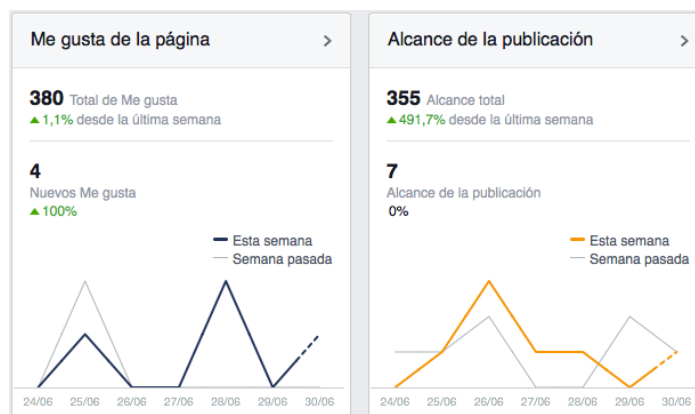 Me gusta de la página
380 Total de Me gusta
1,1% desde la última semana
4
Nuevos Me gusta
100%
Esta semana
Semana pasada
24/06 25/06 26/06 27/06 28/06 29/06 30/06
Alcance de la publicación
355 Alcance total
491,7% desde la última semana
7
Alcance de la publicación
0%
Esta semana
Semana pasada
24/06 25/06 26/06 27/06 28/06 29/06 30/06